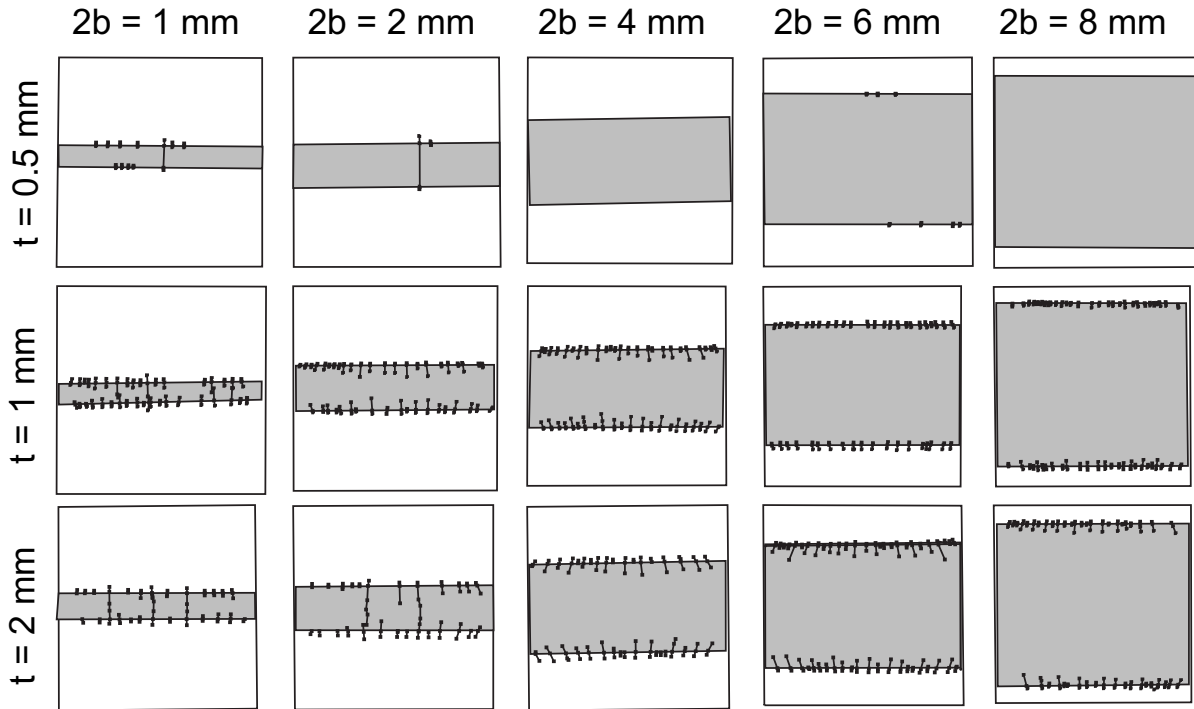 2b = 1 mm 2b = 2 mm 2b = 4 mm 2b = 6 mm 2b = 8 mm
t = 0.5 mm
t = 1 mm
t = 2 mm